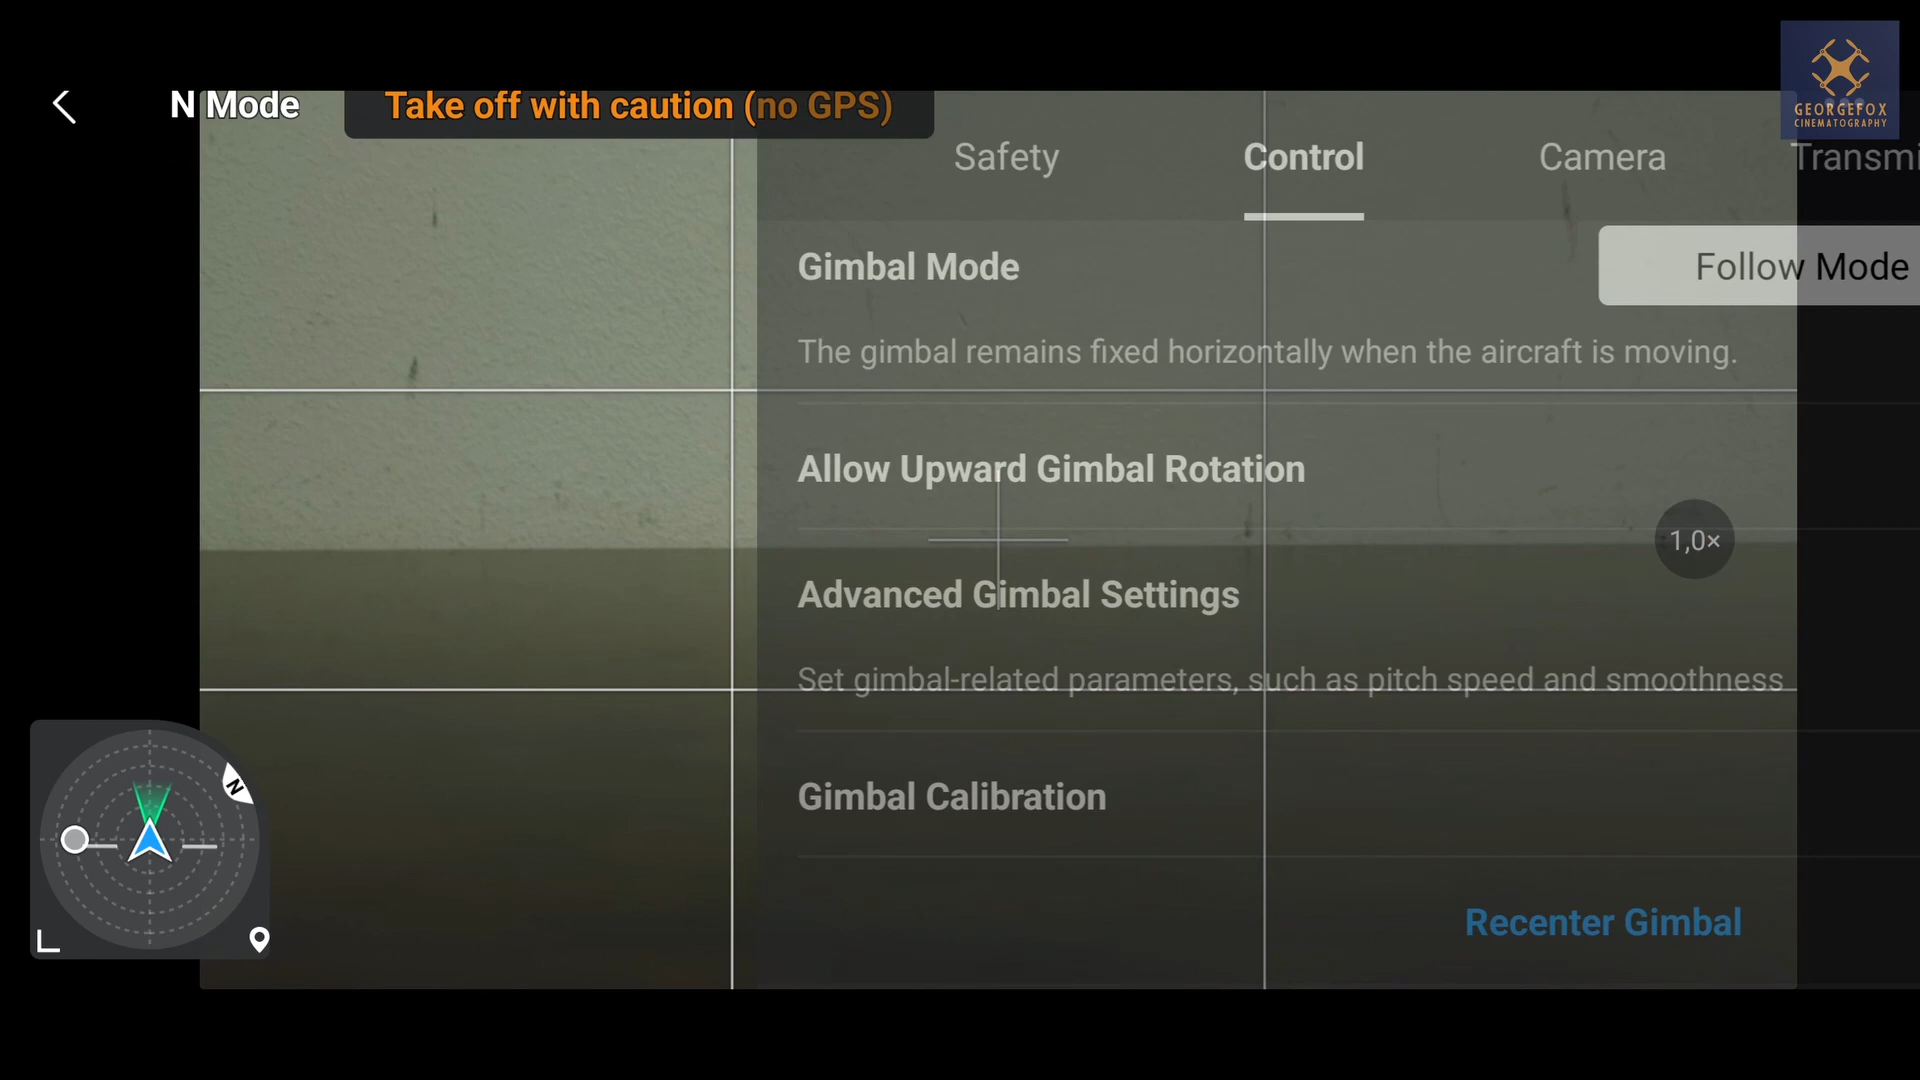 N Mode
Take off with caution (no GPS)
GEORGEFOX
CINEMATOGRAPHY
Safety
Control
Camera
Transmi
Gimbal Mode
Follow Mode
The gimbal remains fixed horizontally when the aircraft is moving.
Allow Upward Gimbal Rotation
1,0×
Advanced Gimbal Settings
Set gimbal-related parameters, such as pitch speed and smoothness
N
Gimbal Calibration
Recenter Gimbal